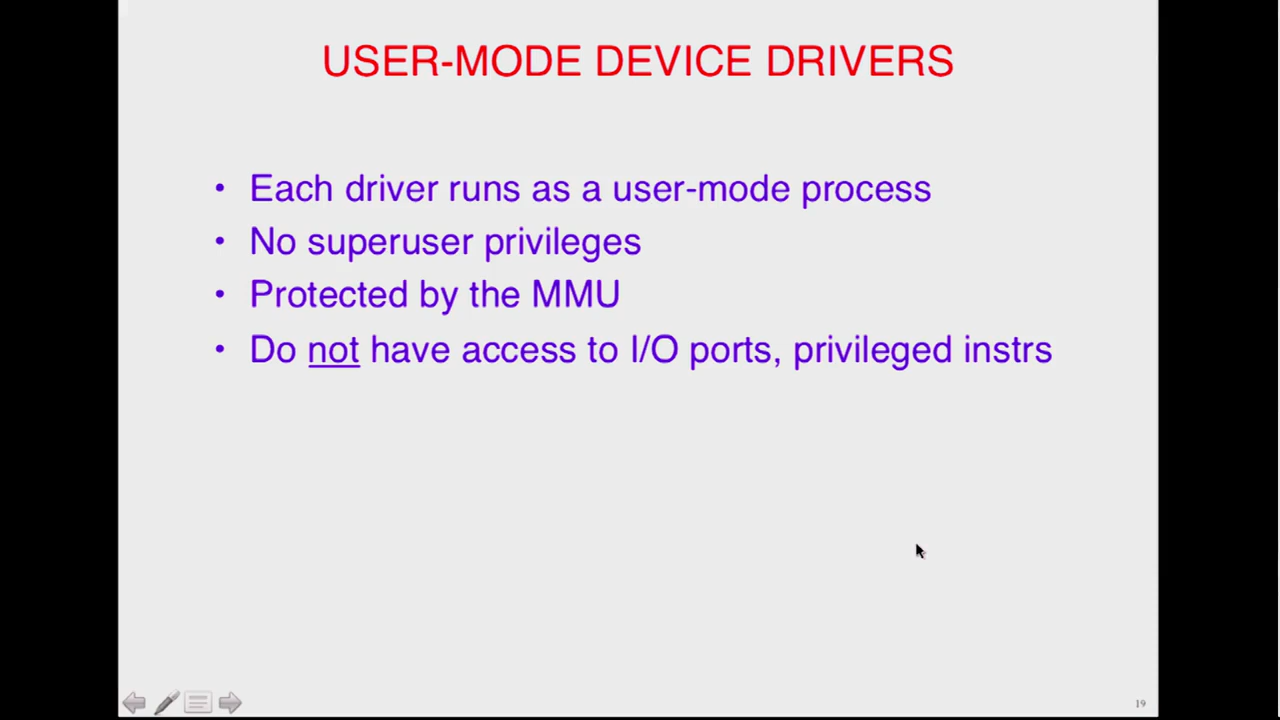 USER-MODE DEVICE DRIVERS
• Each driver runs as a user-mode process
• No superuser privileges
• Protected by the MMU
• Do not have access to I/O ports, privileged instrs
19